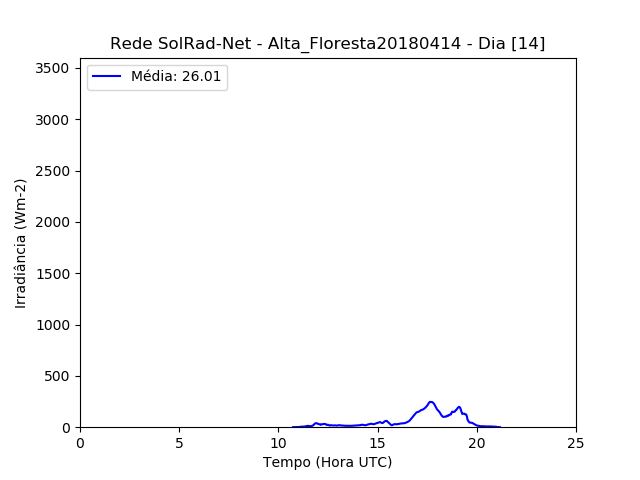 Rede SolRad-Net - Alta_Floresta20180414 - Dia [14]
Média: 26.01
3500
3000
2500
2000
1500
1000
500
0
Irradiância (Wm-2)
0 5 10 15 20 25
Tempo (Hora UTC)